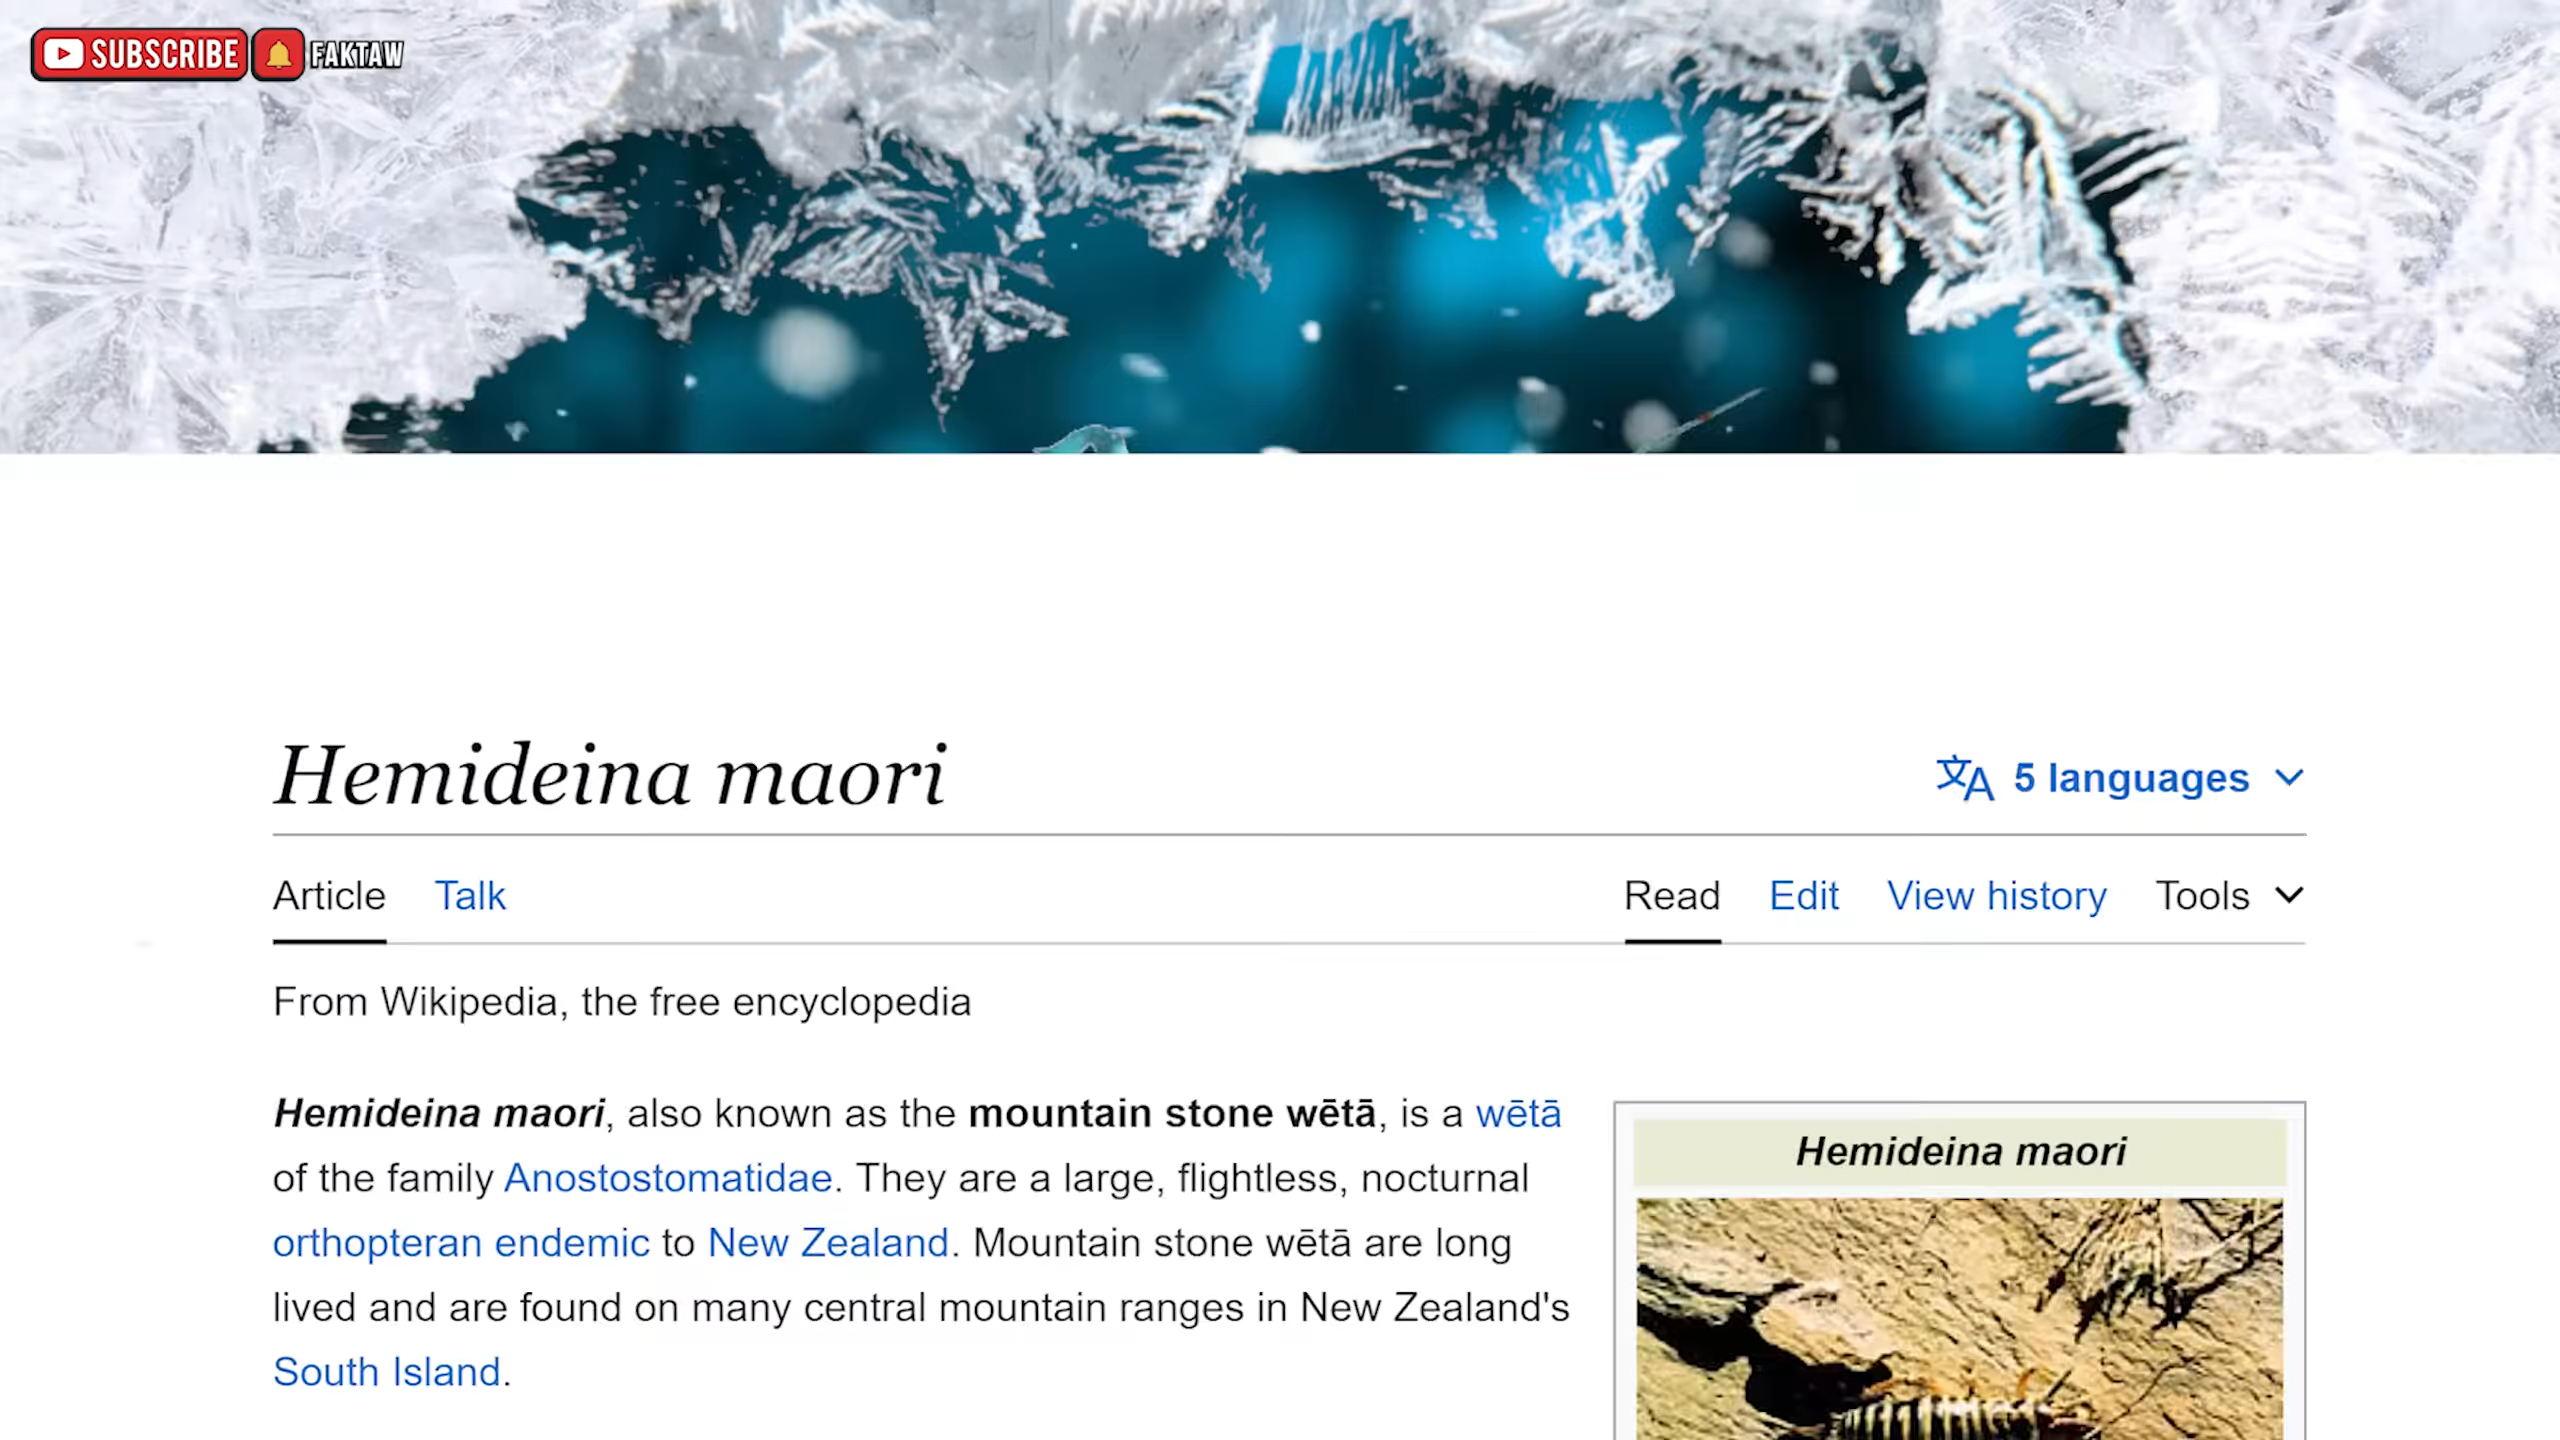 SUBSCRIBE FAKTAW
Hemideina maori
文A 5 languages
Article Talk Read Edit View history Tools
From Wikipedia, the free encyclopedia
Hemideina maori, also known as the mountain stone wētā, is a wētā
of the family Anostostomatidae. They are a large, flightless, nocturnal
orthopteran endemic to New Zealand. Mountain stone wētā are long
lived and are found on many central mountain ranges in New Zealand's
South Island.
Hemideina maori